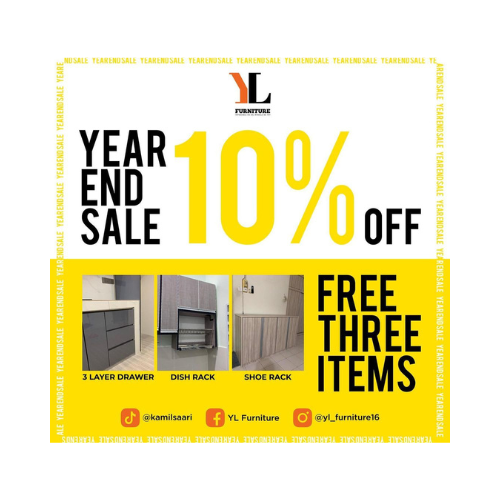 YEARENDSALE YEARENDSALE YEARENDSALE YEARENDSALE YEARENDSALE
YL
FURNITURE
YEAR
END
SALE
10% OFF
FREE
THREE
ITEMS
3 LAYER DRAWER
DISH RACK
SHOE RACK
@kamilsaari
YL Furniture
@yl_furniture16